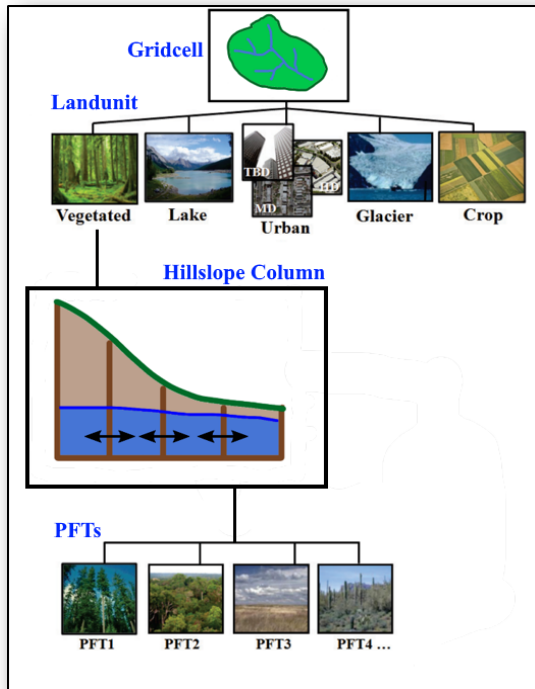 Gridcell
Landunit
TBD
HD
MD
Vegetated
Lake
Urban
Glacier
Crop
Hillslope Column
PFTs
PFT1
PFT2
PFT3
PFT4 ...